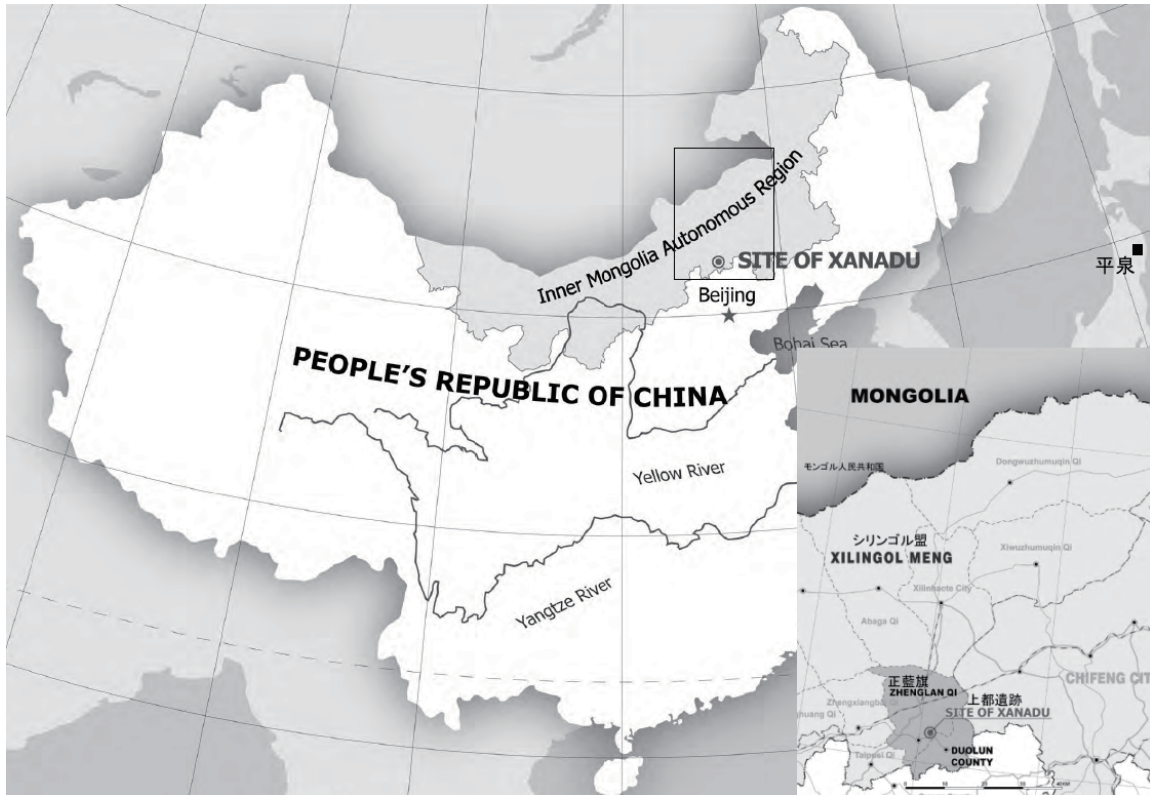 Inner Mongolia Autonomous Region
SITE OF XANADU
Beijing
平泉
Bohai Sea
PEOPLE'S REPUBLIC OF CHINA
Yellow River
Yangtze River
MONGOLIA
モンゴル人民共和国
Dongwuzhumuqin Qi
シリンゴル盟
XILINGOL MENG
Xiwuzhumuqin Qi
Xilinhaote City
Abaga Qi
正藍旗
ZHENGLAN QI
CHIFENG CIT
Zhengxiangbai Qi
上都遺跡
SITE OF XANADU
ghuang Qi
DUOLUN
COUNTY
Taipusi Qi